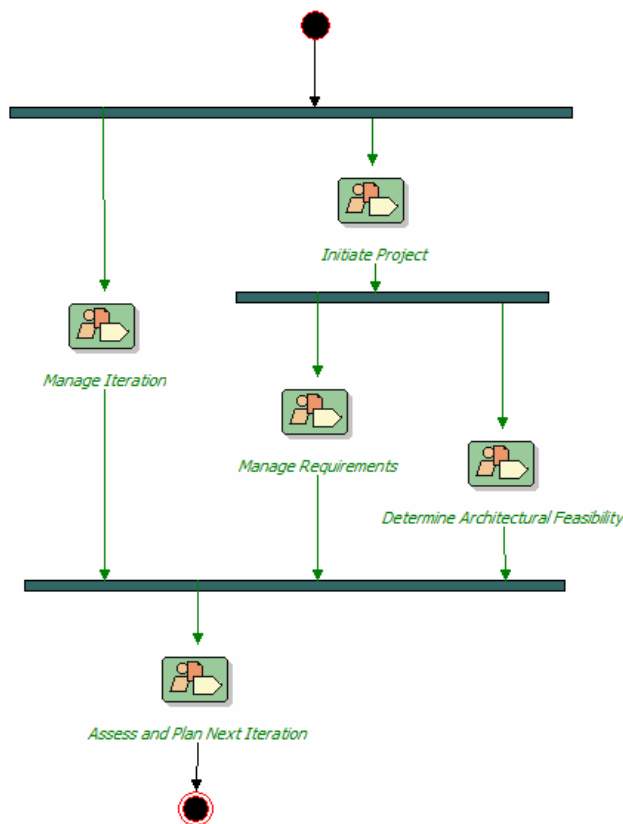 Initiate Project
Manage Iteration
Manage Requirements
Determine Architectural Feasibility
Assess and Plan Next Iteration